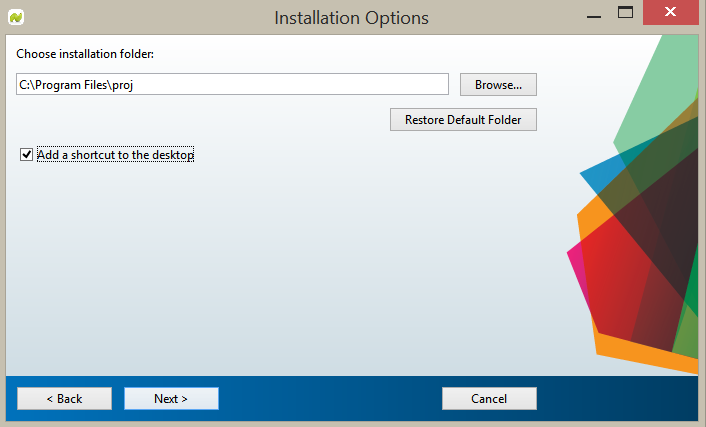 Installation Options
Choose installation folder:
C:\Program Files\proj
Browse...
Restore Default Folder
Add a shortcut to the desktop
< Back
Next >
Cancel